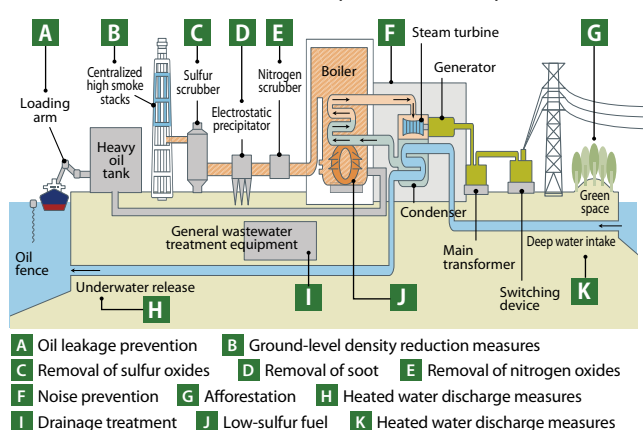 A
B
C
D
E
F
G
Steam turbine
Generator
Centralized
high smoke
stacks
Sulfur
scrubber
Nitrogen
scrubber
Boiler
Loading
arm
Electrostatic
precipitator
Heavy
oil
tank
Green
space
Condenser
General wastewater
treatment equipment
Main
transformer
Deep water intake
Oil
fence
Underwater release
Switching
device
H
I
J
K
A Oil leakage prevention B Ground-level density reduction measures
C Removal of sulfur oxides D Removal of soot E Removal of nitrogen oxides
F Noise prevention G Afforestation H Heated water discharge measures
I Drainage treatment J Low-sulfur fuel K Heated water discharge measures